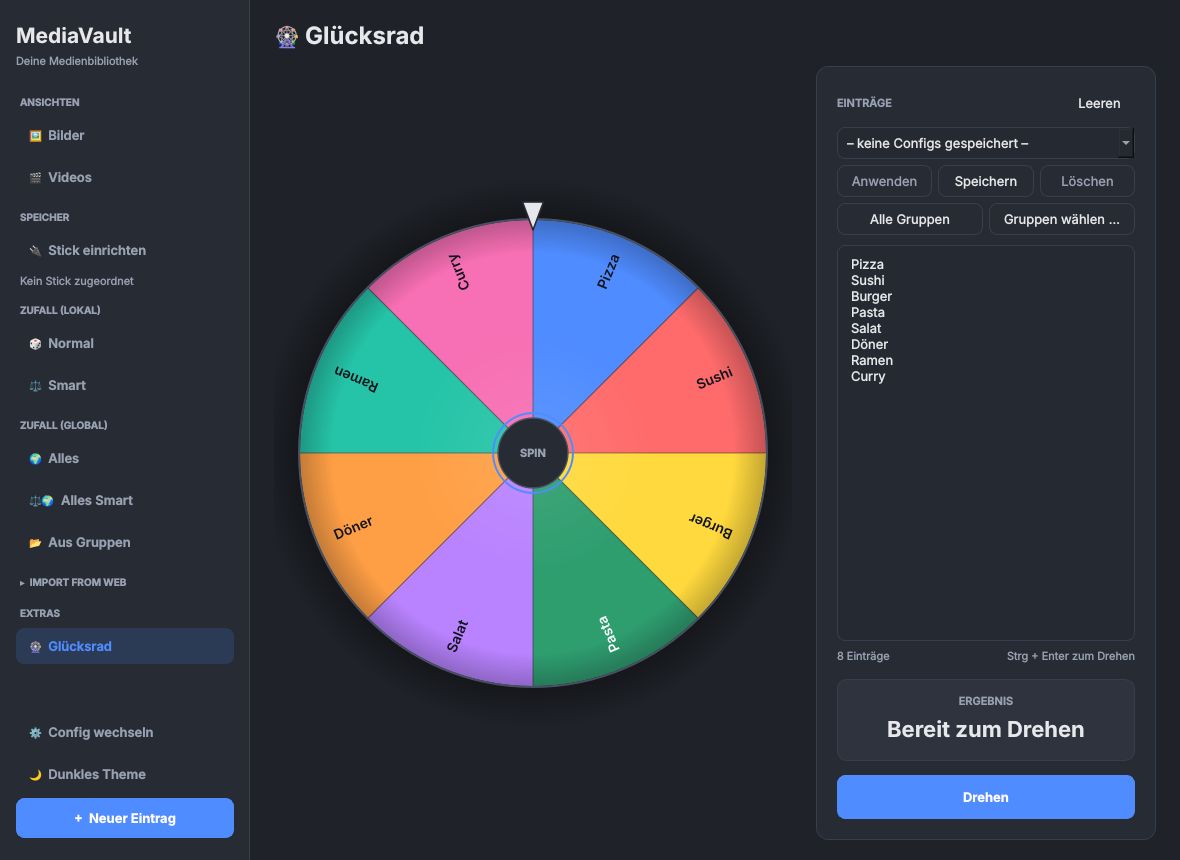 MediaVault
Deine Medienbibliothek
ANSICHTEN
Bilder
Videos
SPEICHER
Stick einrichten
Kein Stick zugeordnet
ZUFALL (LOKAL)
Normal
Smart
ZUFALL (GLOBAL)
Alles
Alles Smart
Aus Gruppen
IMPORT FROM WEB
EXTRAS
Glücksrad
Config wechseln
Dunkles Theme
+ Neuer Eintrag
Glücksrad
Pizza
Sushi
Burger
Pasta
Salat
Döner
Ramen
Curry
SPIN
EINTRÄGE
Leeren
– keine Configs gespeichert –
Anwenden
Speichern
Löschen
Alle Gruppen
Gruppen wählen ...
Pizza
Sushi
Burger
Pasta
Salat
Döner
Ramen
Curry
8 Einträge
Strg + Enter zum Drehen
ERGEBNIS
Bereit zum Drehen
Drehen